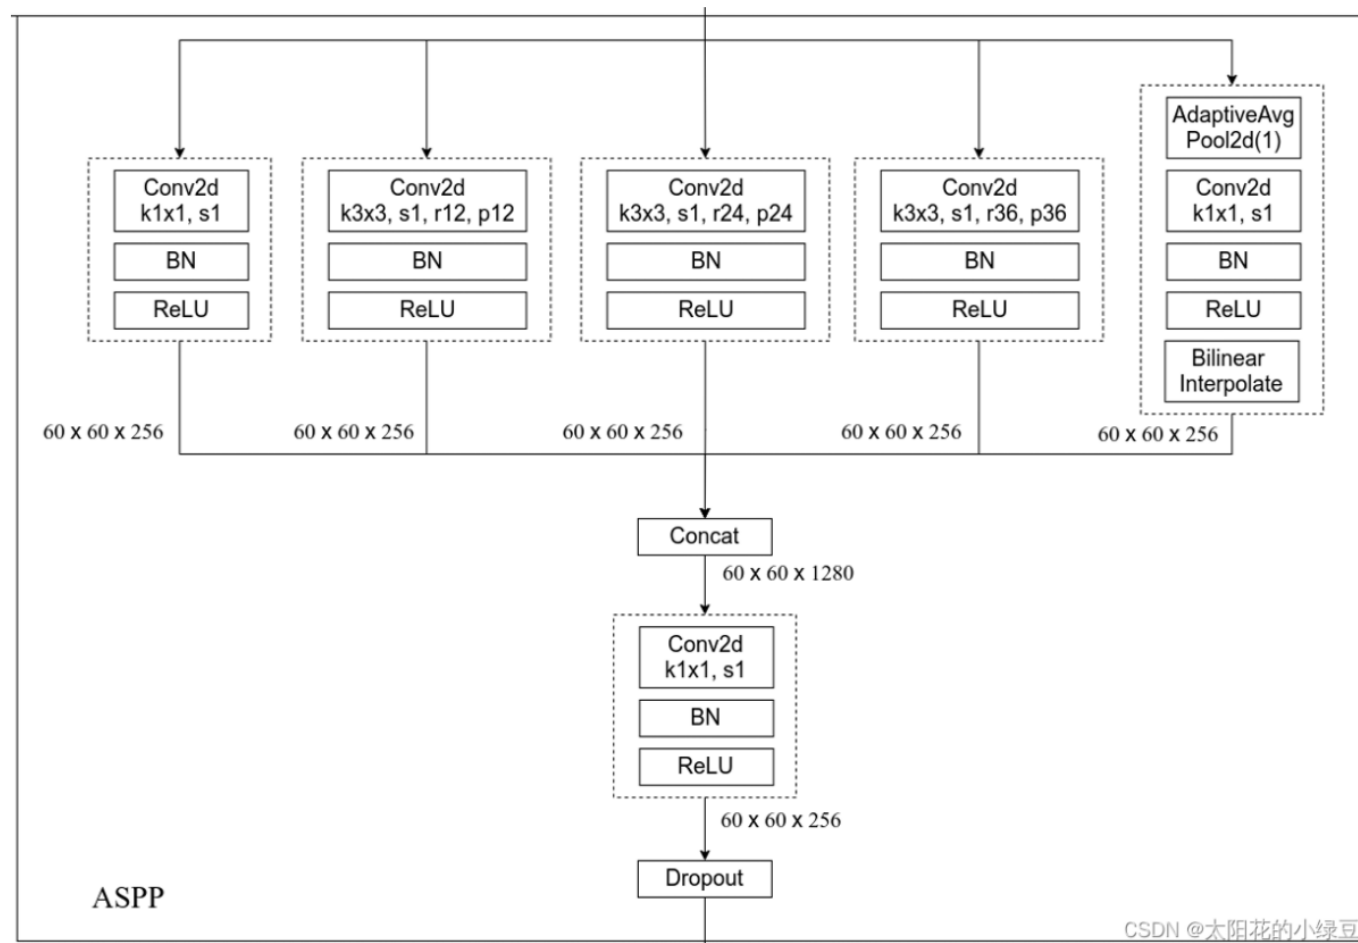 Conv2d
k1x1, s1
BN
ReLU
60 x 60 x 256
Conv2d
k3x3, s1, r12, p12
BN
ReLU
60 x 60 x 256
Conv2d
k3x3, s1, r24, p24
BN
ReLU
60 x 60 x 256
Conv2d
k3x3, s1, r36, p36
BN
ReLU
60 x 60 x 256
AdaptiveAvg
Pool2d(1)
Conv2d
k1x1, s1
BN
ReLU
Bilinear
Interpolate
60 x 60 x 256
Concat
60 x 60 x 1280
Conv2d
k1x1, s1
BN
ReLU
60 x 60 x 256
Dropout
ASPP
CSDN @太阳花的小绿豆